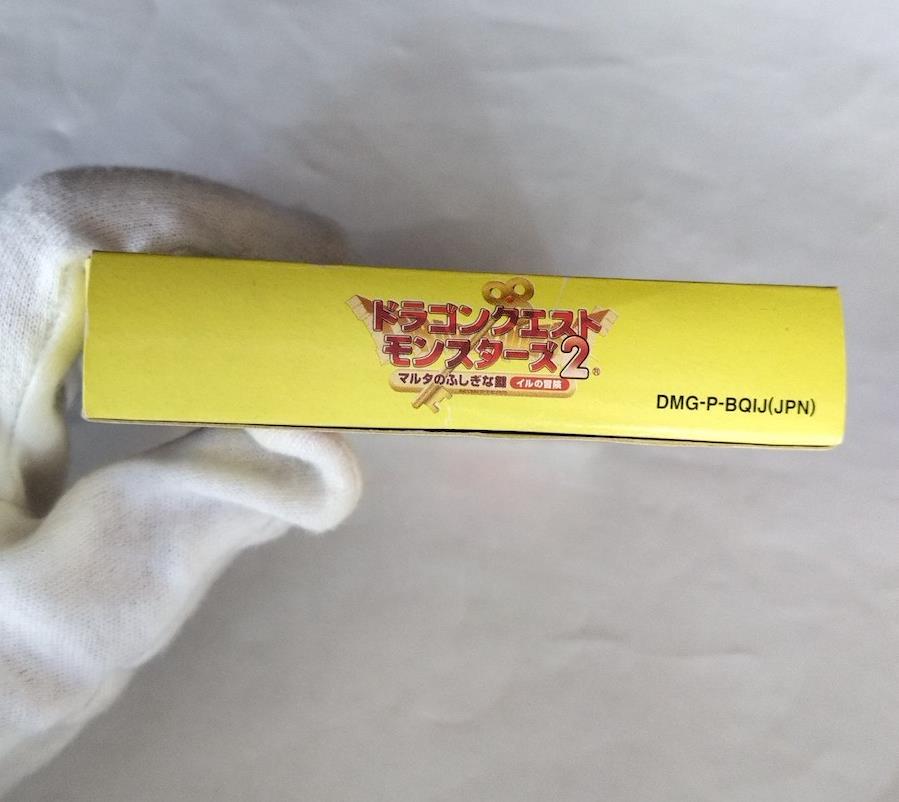 ドラゴンクエスト
モンスターズ2®
マルタのふしぎな鍵 イルの冒険
DMG-P-BQIJ(JPN)